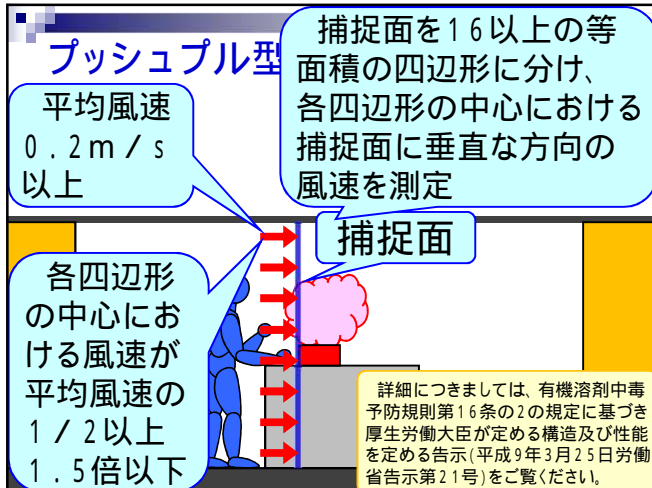 プッシュプル型
捕捉面を16以上の等
面積の四辺形に分け、
各四辺形の中心における
捕捉面に垂直な方向の
風速を測定
平均風速
0.2m/s
以上
捕捉面
各四辺形
の中心にお
ける風速が
平均風速の
1/2以上
1.5倍以下
詳細につきましては、有機溶剤中毒
予防規則第16条の2の規定に基づき
厚生労働大臣が定める構造及び性能
を定める告示(平成9年3月25日労働
省告示第21号)をご覧ください。